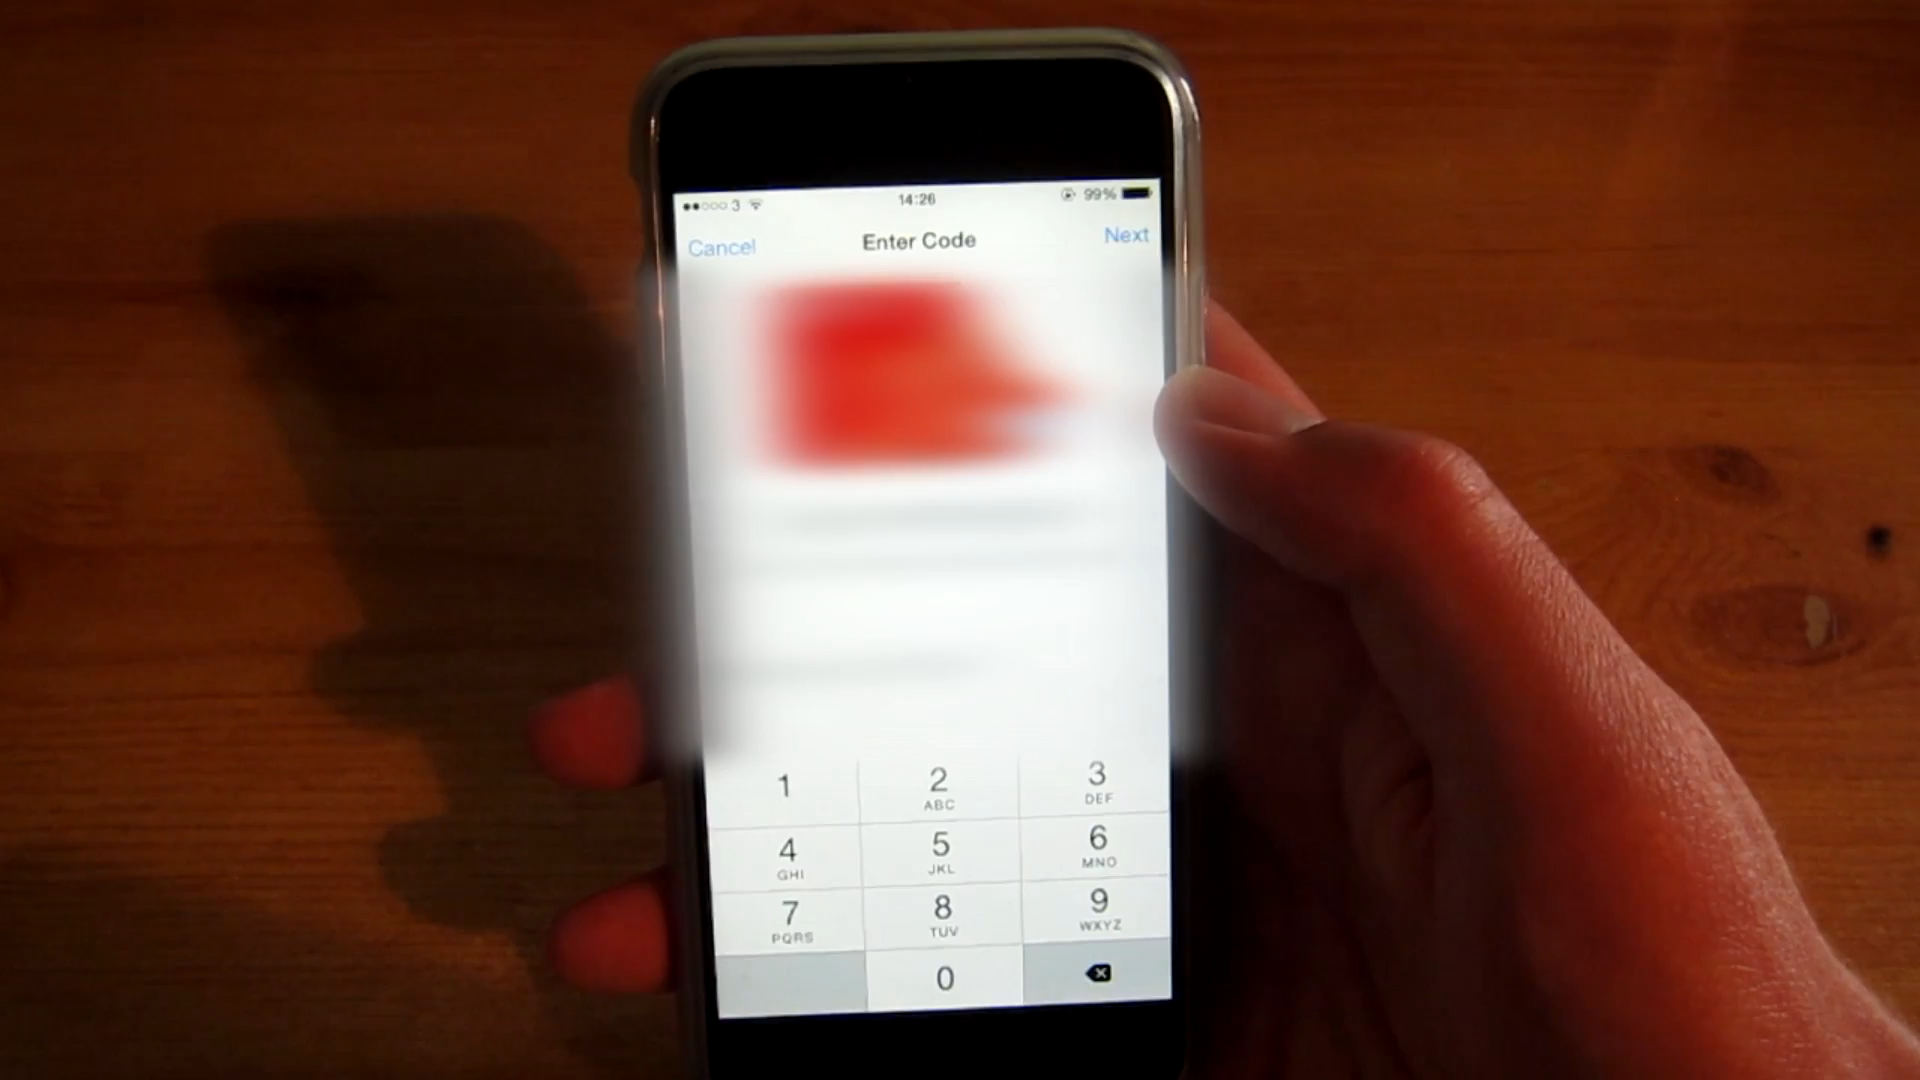 3 14:26 99%
Cancel Enter Code Next
1 2 3
ABC DEF
4 5 6
GHI JKL MNO
7 8 9
PQRS TUV WXYZ
0